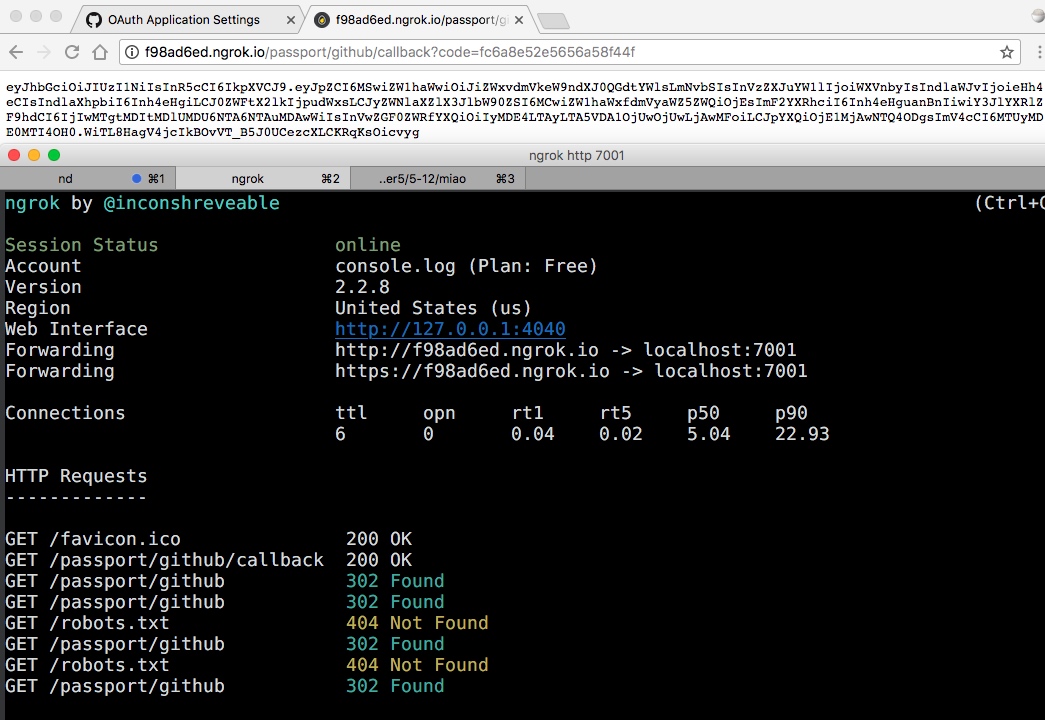 OAuth Application Settings
f98ad6ed.ngrok.io/passport/gi
f98ad6ed.ngrok.io/passport/github/callback?code=fc6a8e52e5656a58f44f
eyJhbGciOiJIUzI1NiIsInR5cCI6IkpXVCJ9.eyJpZCI6MSwiZW1haWwiOiJiZWxvdmVkeW9ndXJ0QGdtYWlsLmNvbSIsInVzZXJuYW1lIjoiWXVnbyIsIndlaWJvIjoieHh4
eCIsIndlaXhpbiI6Inh4eHgiLCJ0ZWFtX2lkIjpudWxsLCJyZWNlaXZlX3JlbW90ZSI6MCwiZW1haWxfdmVyaWZ5ZWQiOjEsImF2YXRhciI6Inh4eHguanBnIiwiY3JlYXRlZ
F9hdCI6IjIwMTgtMDItMDlUMDU6NTA6NTAuMDAwWiIsInVwZGF0ZWRfYXQiOiIyMDE4LTAyLTA5VDA1OjUwOjUwLjAwMFoiLCJpYXQiOjE1MjAwNTQ4ODgsImV4cCI6MTUyMD
E0MTI4OH0.WiTL8HagV4jcIkBOvVT_B5J0UCezcXLCKRqKsOicvyg
ngrok http 7001
nd ⌘1 ngrok ⌘2 ..er5/5-12/miao ⌘3
ngrok by @inconshreveable (Ctrl+C
Session Status online
Account console.log (Plan: Free)
Version 2.2.8
Region United States (us)
Web Interface http://127.0.0.1:4040
Forwarding http://f98ad6ed.ngrok.io -> localhost:7001
Forwarding https://f98ad6ed.ngrok.io -> localhost:7001
Connections ttl opn rt1 rt5 p50 p90
6 0 0.04 0.02 5.04 22.93
HTTP Requests
-------------
GET /favicon.ico 200 OK
GET /passport/github/callback 200 OK
GET /passport/github 302 Found
GET /passport/github 302 Found
GET /robots.txt 404 Not Found
GET /passport/github 302 Found
GET /robots.txt 404 Not Found
GET /passport/github 302 Found